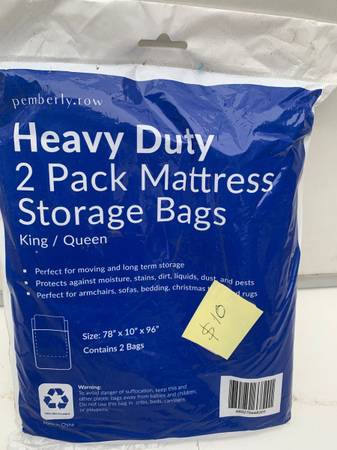 pemberly.row
Heavy Duty
2 Pack Mattress
Storage Bags
King / Queen
• Perfect for moving and long term storage
• Protects against moisture, stains, dirt, liquids, dust, and pests
• Perfect for armchairs, sofas, bedding, christmas rugs
$10
Size: 78" x 10" x 96"
Contains 2 Bags
Warning:
To avoid danger of suffocation, keep this and
other plastic bags away from babies and children.
Do not use this bag in cribs, beds, carriages,
or playpens.
Made in China